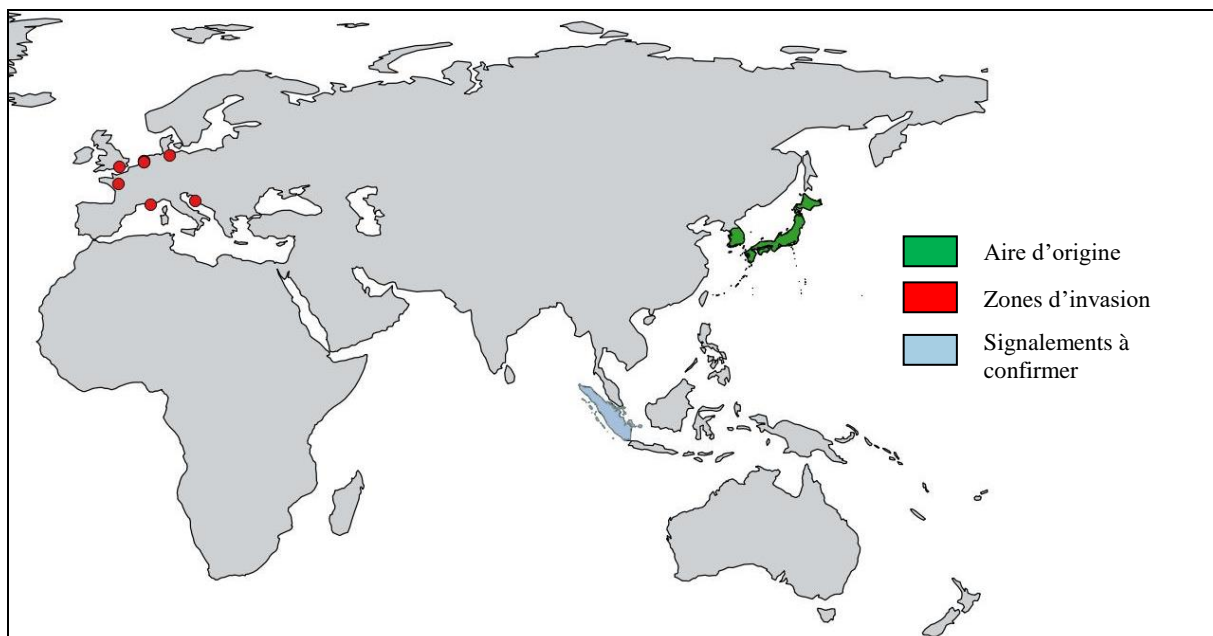 Aire d’origine
Zones d’invasion
Signalements à
confirmer